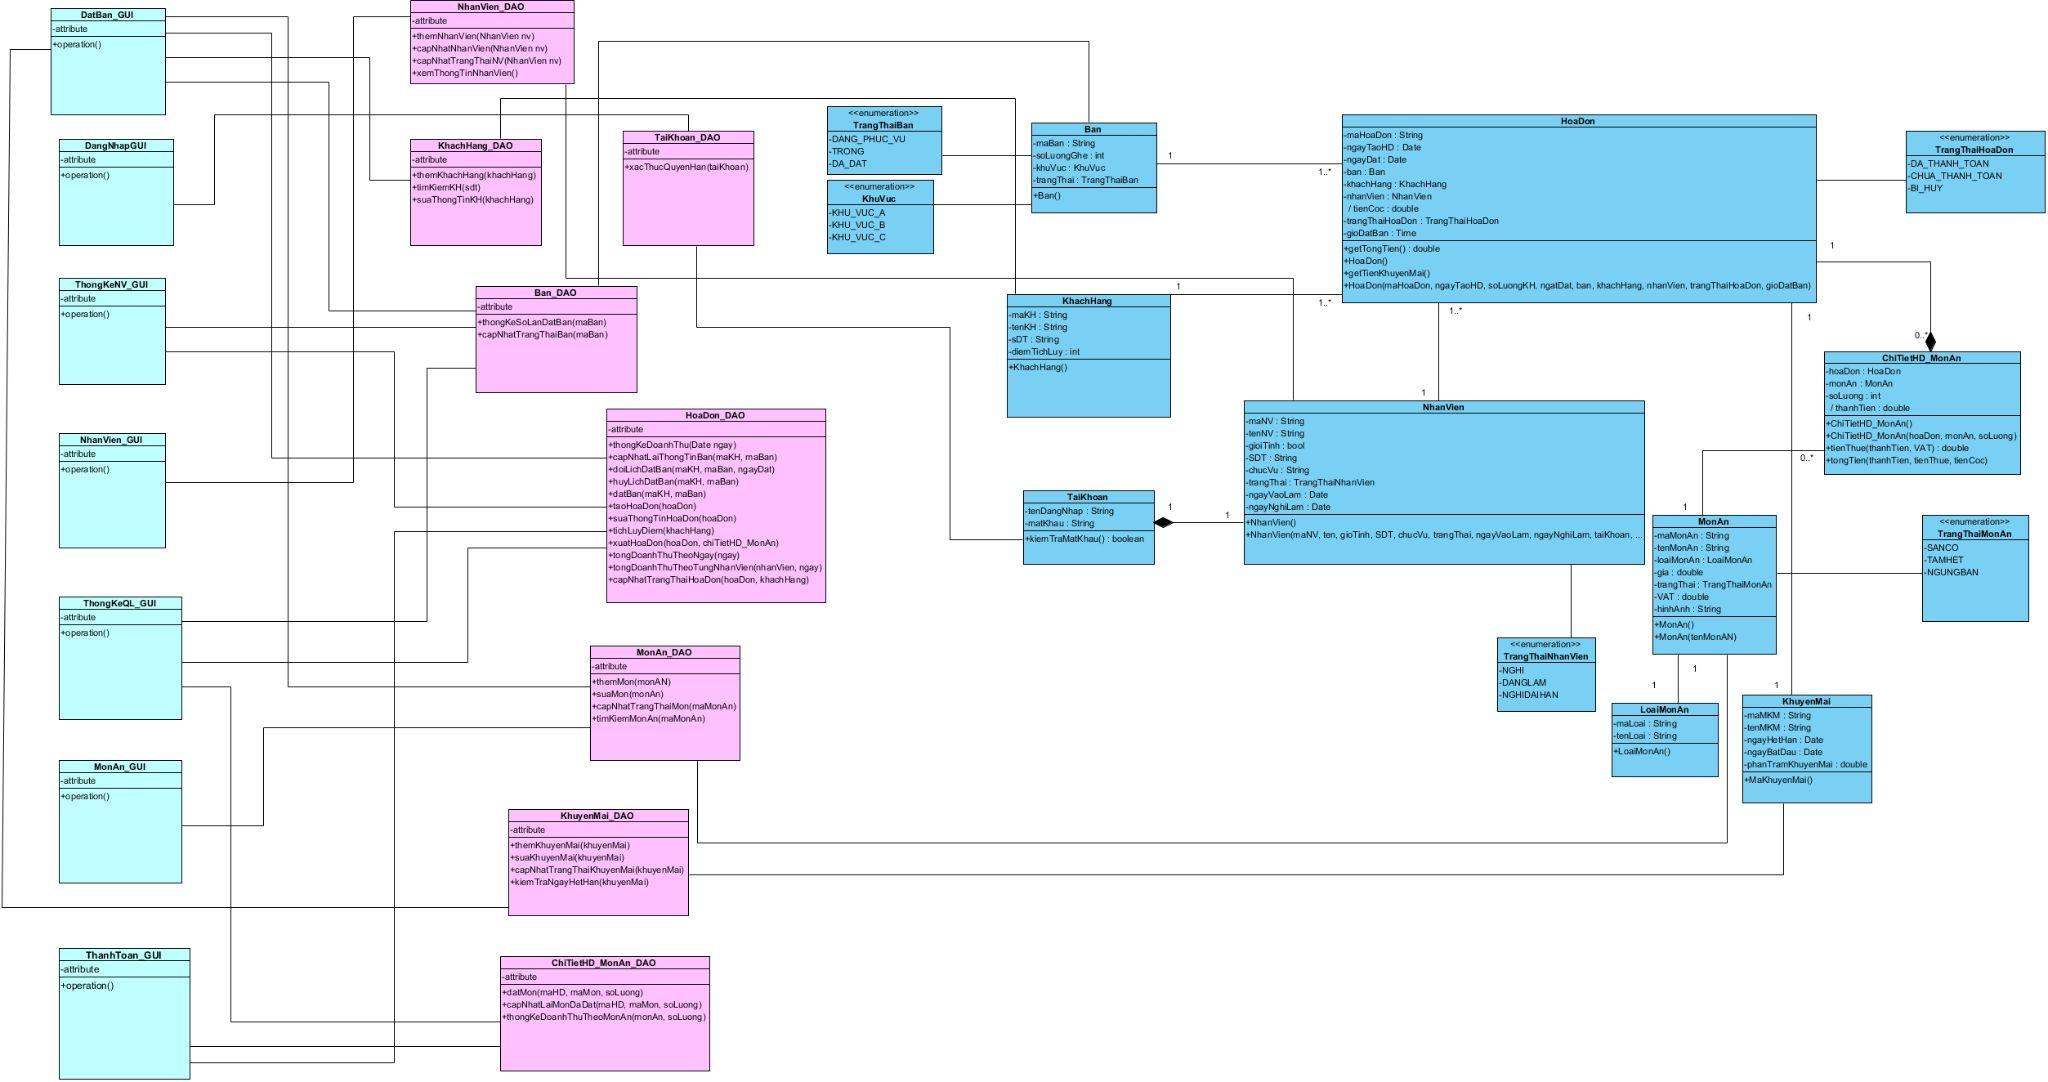 DatBan_GUI
-attribute
+operation()
DangNhapGUI
-attribute
+operation()
ThongKeNV_GUI
-attribute
+operation()
NhanVien_GUI
-attribute
+operation()
ThongKeQL_GUI
-attribute
+operation()
MonAn_GUI
-attribute
+operation()
ThanhToan_GUI
-attribute
+operation()
NhanVien_DAO
-attribute
+themNhanVien(NhanVien nv)
+capNhatNhanVien(NhanVien nv)
+capNhatTrangThaiNV(NhanVien nv)
+xemThongTinNhanVien()
KhachHang_DAO
-attribute
+themKhachHang(khachHang)
+timKiemKH(sdt)
+suaThongTinKH(khachHang)
TaiKhoan_DAO
-attribute
+xacThucQuyenHan(taiKhoan)
Ban_DAO
-attribute
+thongKeSoLanDatBan(maBan)
+capNhatTrangThaiBan(maBan)
HoaDon_DAO
-attribute
+thongKeDoanhThu(Date ngay)
+capNhatLaiThongTinBan(maKH, maBan)
+doiLichDatBan(maKH, maBan, ngayDat)
+huyLichDatBan(maKH, maBan)
+datBan(maKH, maBan)
+taoHoaDon(hoaDon)
+suaThongTinHoaDon(hoaDon)
+tichLuyDiem(khachHang)
+xuatHoaDon(hoaDon, chiTietHD_MonAn)
+tongDoanhThuTheoNgay(ngay)
+tongDoanhThuTheoTungNhanVien(nhanVien, ngay)
+capNhatTrangThaiHoaDon(hoaDon, khachHang)
MonAn_DAO
-attribute
+themMon(monAN)
+suaMon(monAn)
+capNhatTrangThaiMon(maMonAn)
+timKiemMonAn(maMonAn)
KhuyenMai_DAO
-attribute
+themKhuyenMai(khuyenMai)
+suaKhuyenMai(khuyenMai)
+capNhatTrangThaiKhuyenMai(khuyenMai)
+kiemTraNgayHetHan(khuyenMai)
ChiTietHD_MonAn_DAO
-attribute
+datMon(maHD, maMon, soLuong)
+capNhatLaiMonDaDat(maHD, maMon, soLuong)
+thongKeDoanhThuTheoMonAn(monAn, soLuong)
<<enumeration>>
TrangThaiBan
-DANG_PHUC_VU
-TRONG
-DA_DAT
<<enumeration>>
KhuVuc
-KHU_VUC_A
-KHU_VUC_B
-KHU_VUC_C
Ban
-maBan : String
-soLuongGhe : int
-khuVuc : KhuVuc
-trangThai : TrangThaiBan
+Ban()
1
1..*
HoaDon
-maHoaDon : String
-ngayTaoHD : Date
-ngayDat : Date
-ban : Ban
-khachHang : KhachHang
-nhanVien : NhanVien
/ tienCoc : double
-trangThaiHoaDon : TrangThaiHoaDon
-gioDatBan : Time
+getTongTien() : double
+HoaDon()
+getTienKhuyenMai()
+HoaDon(maHoaDon, ngayTaoHD, soLuongKH, ngatDat, ban, khachHang, nhanVien, trangThaiHoaDon, gioDatBan)
<<enumeration>>
TrangThaiHoaDon
-DA_THANH_TOAN
-CHUA_THANH_TOAN
-BI_HUY
1
0..*
1
1..*
1..*
1
KhachHang
-maKH : String
-tenKH : String
-sDT : String
-diemTichLuy : int
+KhachHang()
ChiTietHD_MonAn
-hoaDon : HoaDon
-monAn : MonAn
-soLuong : int
/ thanhTien : double
+ChiTietHD_MonAn()
+ChiTietHD_MonAn(hoaDon, monAn, soLuong)
+tienThue(thanhTien, VAT) : double
+tongTien(thanhTien, tienThue, tienCoc)
0..*
1
1
NhanVien
-maNV : String
-tenNV : String
-gioiTinh : bool
-SDT : String
-chucVu : String
-trangThai : TrangThaiNhanVien
-ngayVaoLam : Date
-ngayNghiLam : Date
+NhanVien()
+NhanVien(maNV, ten, gioiTinh, SDT, chucVu, trangThai, ngayVaoLam, ngayNghiLam, taiKhoan, ...
TaiKhoan
-tenDangNhap : String
-matKhau : String
+kiemTraMatKhau() : boolean
1
1
MonAn
-maMonAn : String
-tenMonAn : String
-loaiMonAn : LoaiMonAn
-gia : double
-trangThai : TrangThaiMonAn
-VAT : double
-hinhAnh : String
+MonAn()
+MonAn(tenMonAN)
<<enumeration>>
TrangThaiMonAn
-SANCO
-TAMHET
-NGUNGBAN
<<enumeration>>
TrangThaiNhanVien
-NGHI
-DANGLAM
-NGHIDAIHAN
1
1
1
LoaiMonAn
-maLoai : String
-tenLoai : String
+LoaiMonAn()
KhuyenMai
-maMKM : String
-tenMKM : String
-ngayHetHan : Date
-ngayBatDau : Date
-phanTramKhuyenMai : double
+MaKhuyenMai()